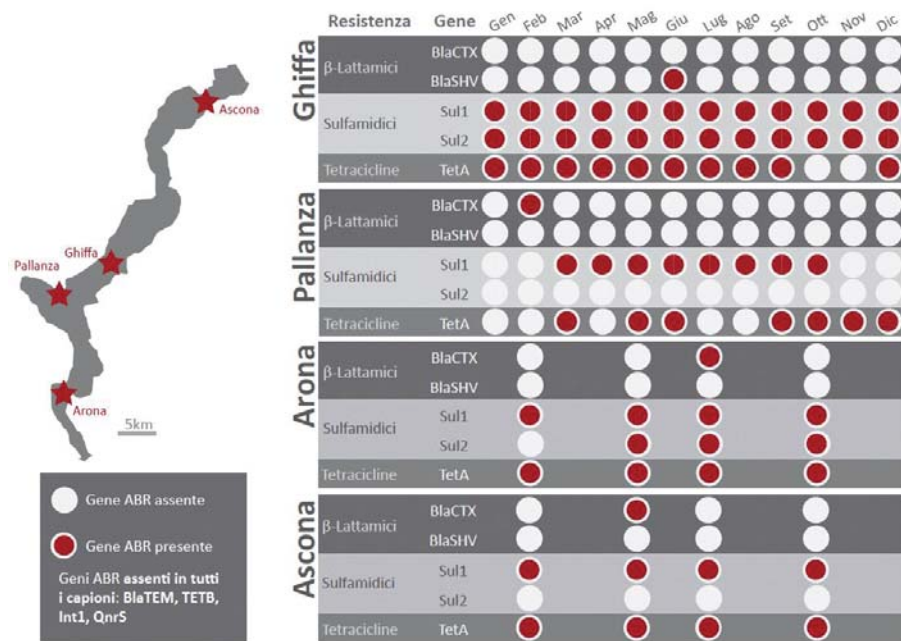 Ascona
Ghiffa
Pallanza
Arona
5km
Gene ABR assente
Gene ABR presente
Geni ABR assenti in tutti
i capioni: BlaTEM, TETB,
Int1, QnrS
Resistenza Gene Gen Feb Mar Apr Mag Giu Lug Ago Set Ott Nov Dic
Ghiffa
β-Lattamici
BlaCTX
BlaSHV
Sulfamidici
Sul1
Sul2
Tetracicline TetA
Pallanza
β-Lattamici
BlaCTX
BlaSHV
Sulfamidici
Sul1
Sul2
Tetracicline TetA
Arona
β-Lattamici
BlaCTX
BlaSHV
Sulfamidici
Sul1
Sul2
Tetracicline TetA
Ascona
β-Lattamici
BlaCTX
BlaSHV
Sulfamidici
Sul1
Sul2
Tetracicline TetA